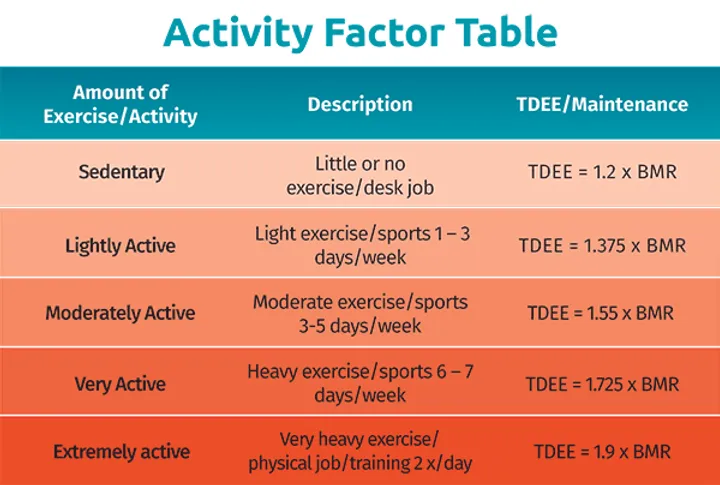 Activity Factor Table
Amount of
Exercise/Activity
Description
TDEE/Maintenance
Sedentary
Little or no
exercise/desk job
TDEE = 1.2 x BMR
Lightly Active
Light exercise/sports 1 – 3
days/week
TDEE = 1.375 x BMR
Moderately Active
Moderate exercise/sports
3-5 days/week
TDEE = 1.55 x BMR
Very Active
Heavy exercise/sports 6 – 7
days/week
TDEE = 1.725 x BMR
Extremely active
Very heavy exercise/
physical job/training 2 x/day
TDEE = 1.9 x BMR